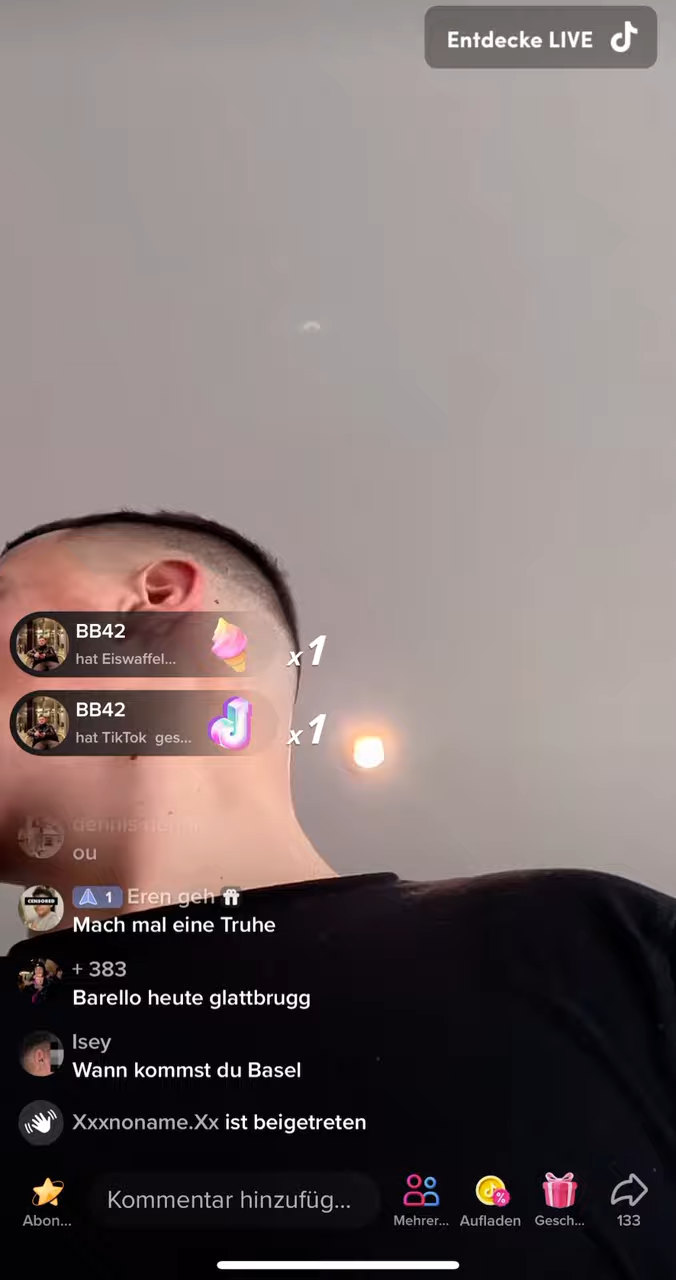 Entdecke LIVE
BB42
hat Eiswaffel...
x1
BB42
hat TikTok ges...
x1
ou
1 Eren geh
Mach mal eine Truhe
+ 383
Barello heute glattbrugg
Isey
Wann kommst du Basel
Xxxnoname.Xx ist beigetreten
Abon...
Kommentar hinzufüg...
Mehrer...
Aufladen
Gesch...
133